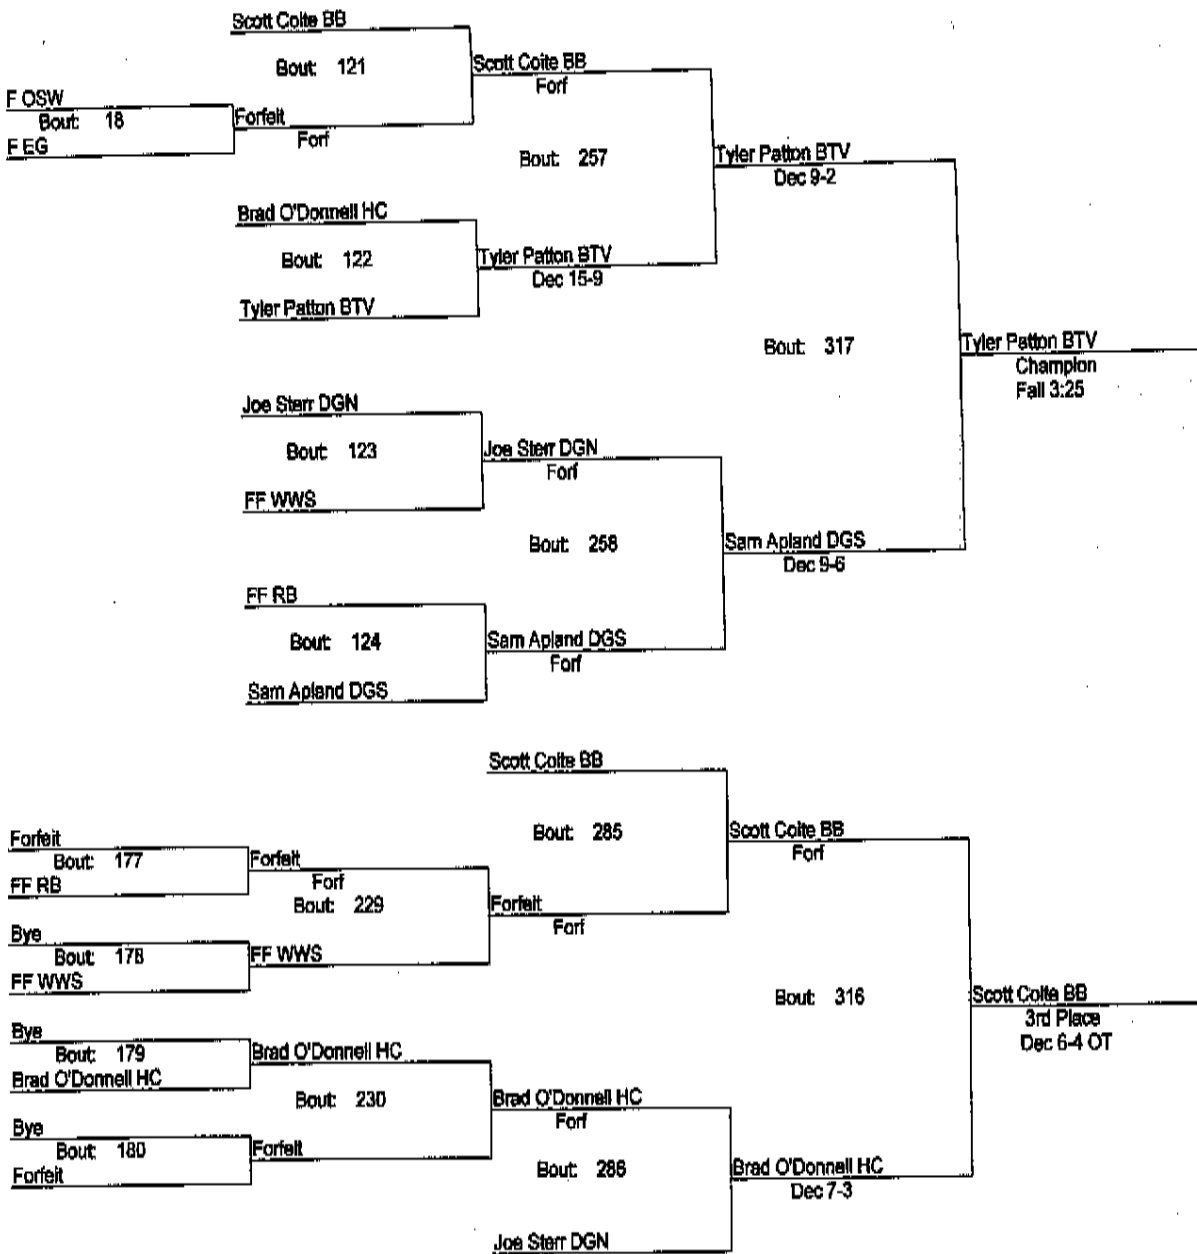 Scott Coite BB
Bout: 121
Scott Coite BB
Forf
F OSW
Bout: 18
F EG
Forfeit
Forf
Bout: 257
Tyler Patton BTV
Dec 9-2
Brad O'Donnell HC
Bout: 122
Tyler Patton BTV
Dec 15-9
Tyler Patton BTV
Bout: 317
Tyler Patton BTV
Champion
Fall 3:25
Joe Sterr DGN
Bout: 123
Joe Sterr DGN
Forf
FF WWS
Bout: 258
Sam Apland DGS
Dec 9-6
FF RB
Bout: 124
Sam Apland DGS
Forf
Sam Apland DGS
Scott Coite BB
Bout: 285
Scott Coite BB
Forf
Forfeit
Bout: 177
FF RB
Forfeit
Forf
Bout: 229
Forfeit
Forf
Bye
Bout: 178
FF WWS
FF WWS
Bout: 316
Scott Coite BB
3rd Place
Dec 6-4 OT
Bye
Bout: 179
Brad O'Donnell HC
Brad O'Donnell HC
Bout: 230
Brad O'Donnell HC
Forf
Bye
Bout: 180
Forfeit
Forfeit
Bout: 286
Brad O'Donnell HC
Dec 7-3
Joe Sterr DGN